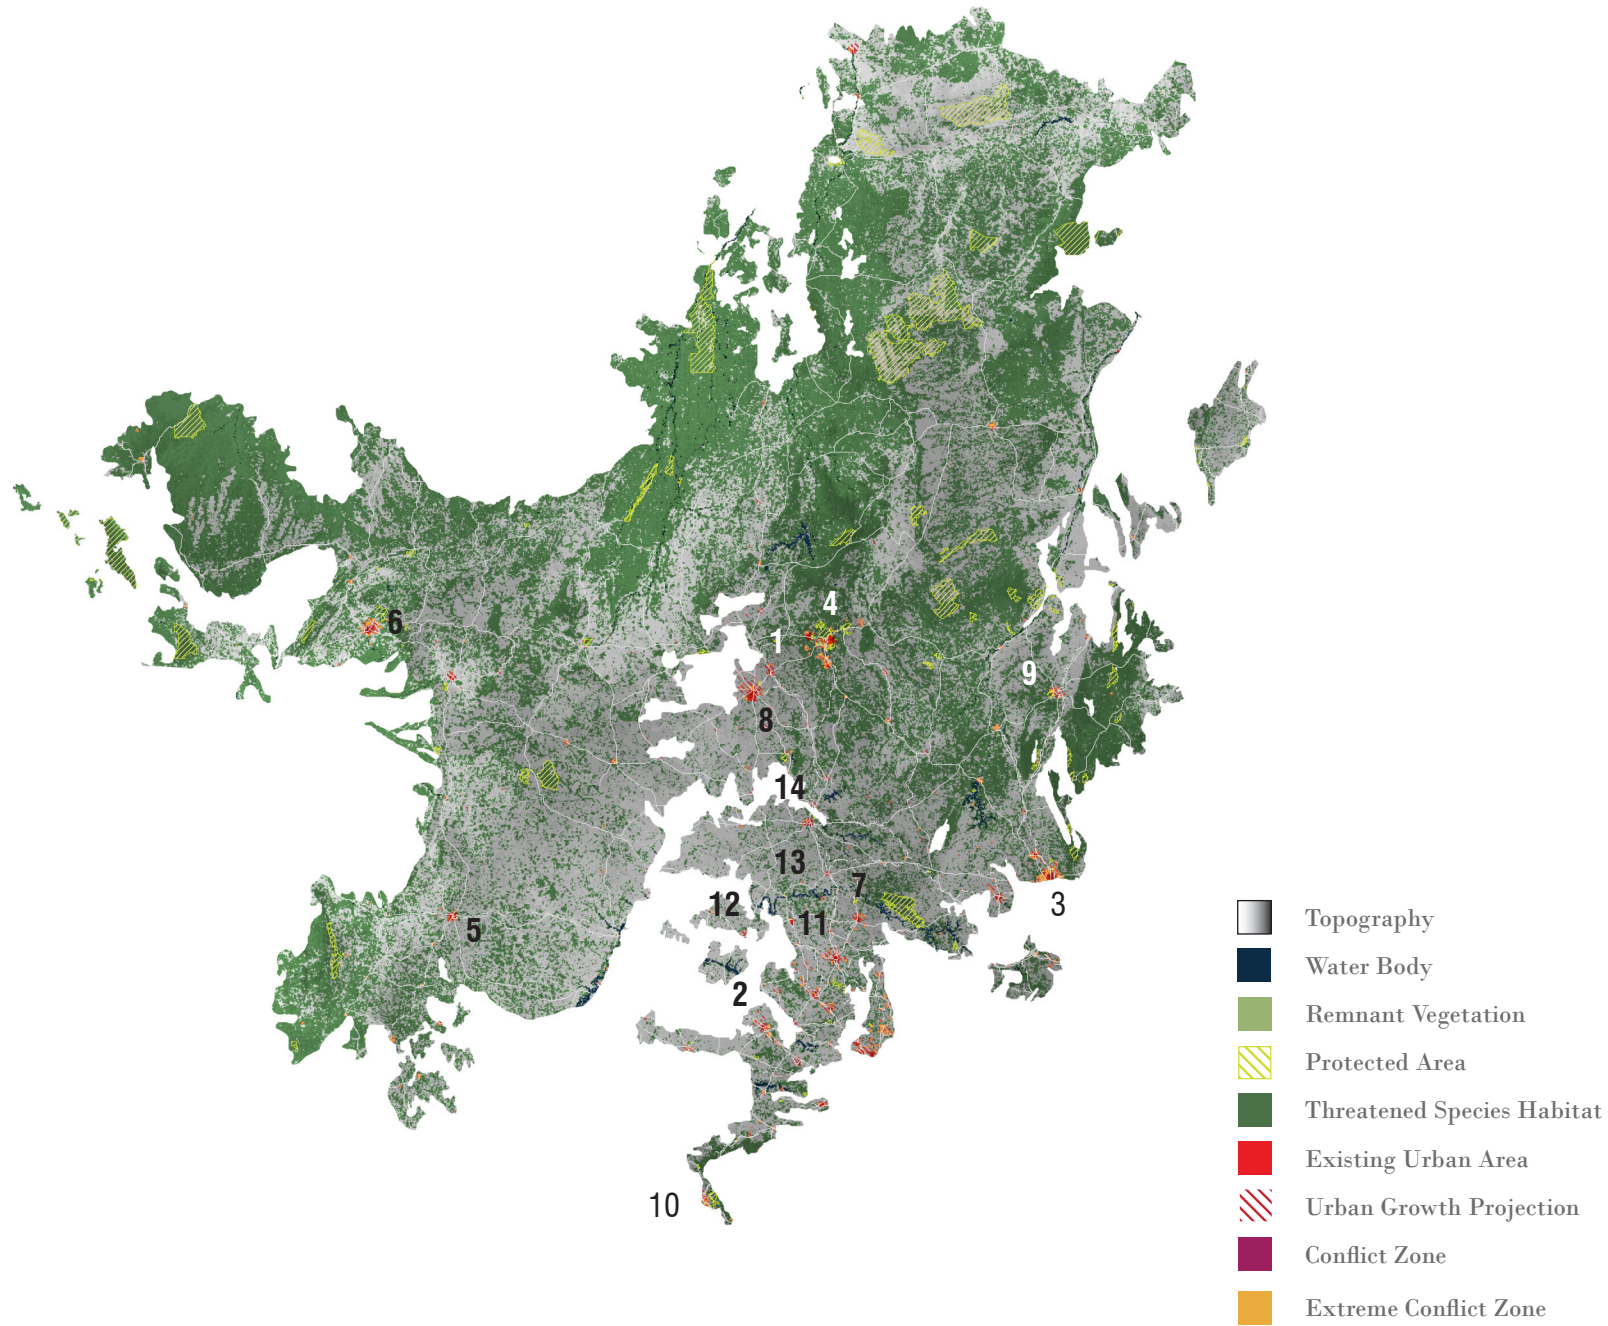 4
6
1
9
8
14
13
7
12
3
11
5
2
10
Topography
Water Body
Remnant Vegetation
Protected Area
Threatened Species Habitat
Existing Urban Area
Urban Growth Projection
Conflict Zone
Extreme Conflict Zone